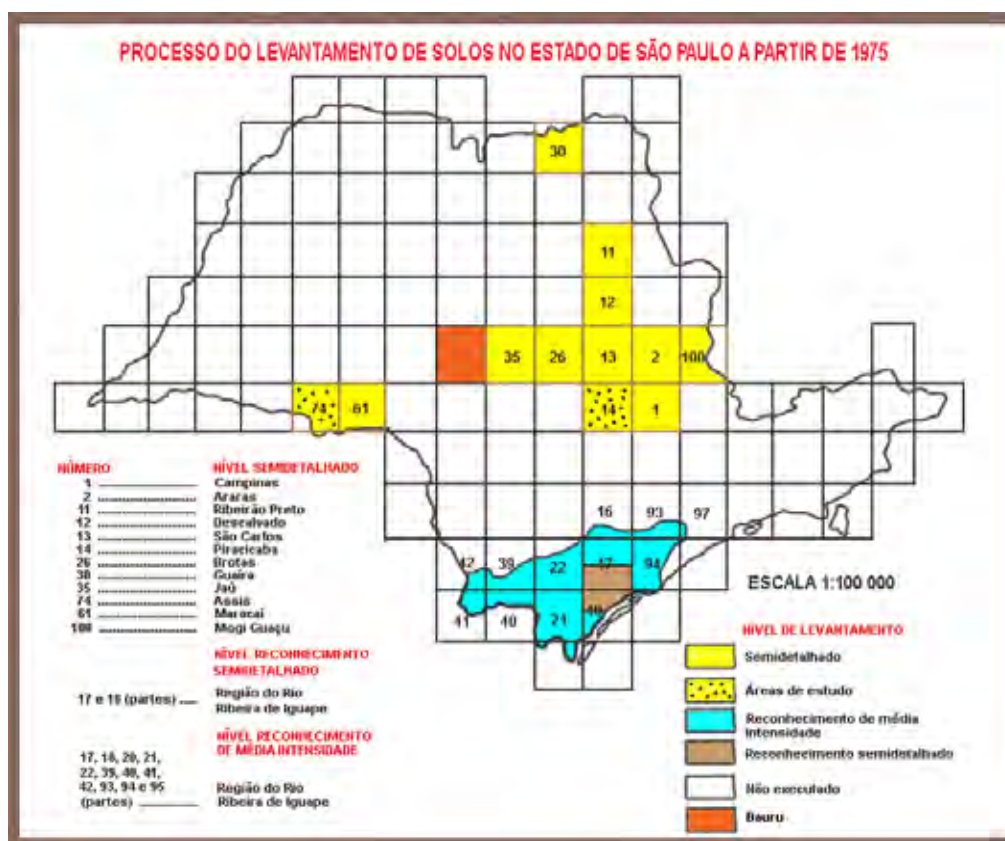 PROCESSO DO LEVANTAMENTO DE SOLOS NO ESTADO DE SÃO PAULO A PARTIR DE 1975
30
11
12
35 26 13 2 100
74 61 14 1
16 93 97
42 39 22 17 94
41 40 21
ESCALA 1:100 000
NÚMERO NÍVEL SEMIDETALHADO
1 Campinas
2 Araras
11 Ribeirão Preto
12 Descalvado
13 São Carlos
14 Piracicaba
26 Brotas
30 Guaira
35 Jaú
74 Assis
61 Maracaí
100 Mogi Guaçu
NÍVEL RECONHECIMENTO
SEMIDETALHADO
17 e 18 (partes) Região do Rio
Ribeira de Iguape
NÍVEL RECONHECIMENTO
DE MÉDIA INTENSIDADE
17, 18, 20, 21,
22, 39, 40, 41,
42, 93, 94 e 95 Região do Rio
(partes) Ribeira de Iguape
NÍVEL DE LEVANTAMENTO
Semidetalhado
Áreas de estudo
Reconhecimento de média
intensidade
Reconhecimento semidetalhado
Não executado
Bauru